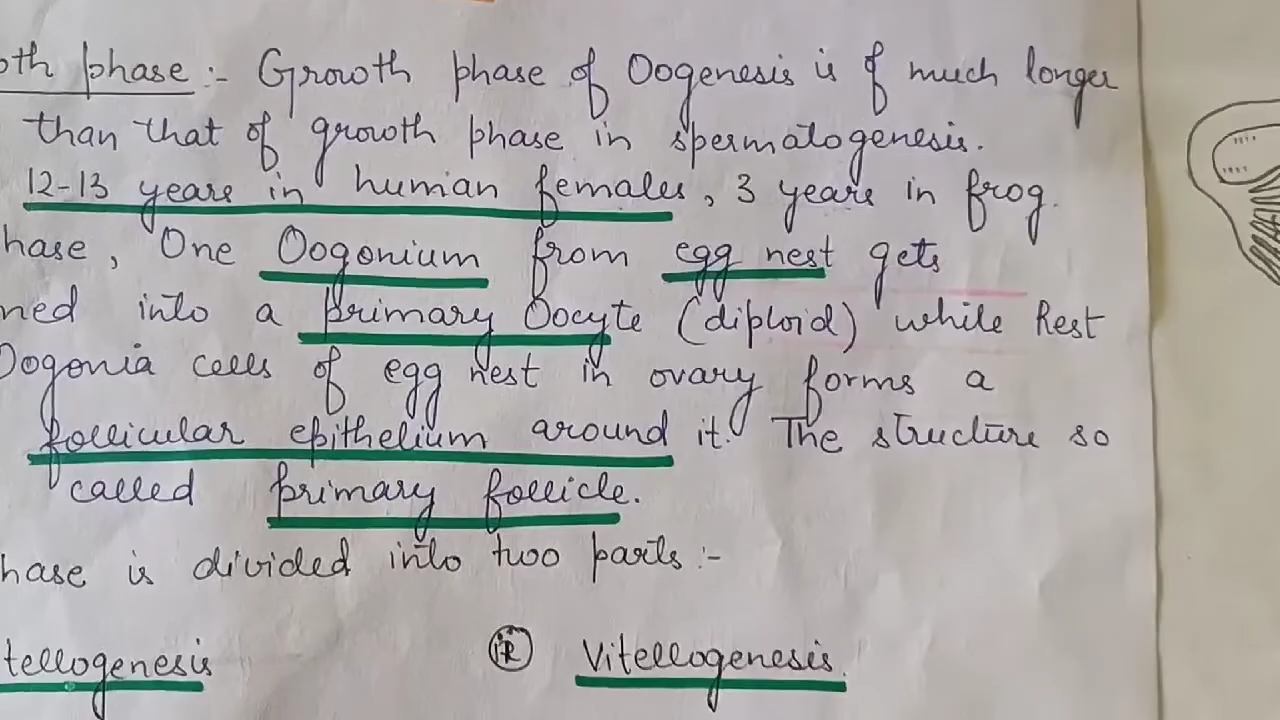 oth phase :- Growth phase of Oogenesis is of much longer
than that of growth phase in spermatogenesis.
12-13 years in human females, 3 years in frog.
hase, One Oogonium from egg nest gets
ned into a primary Oocyte (diploid) while Rest
Oogonia cells of egg nest in ovary forms a
follicular epithelium around it. The structure so
called primary follicle.
hase is divided into two parts :-
tellogenesis
Vitellogenesis.